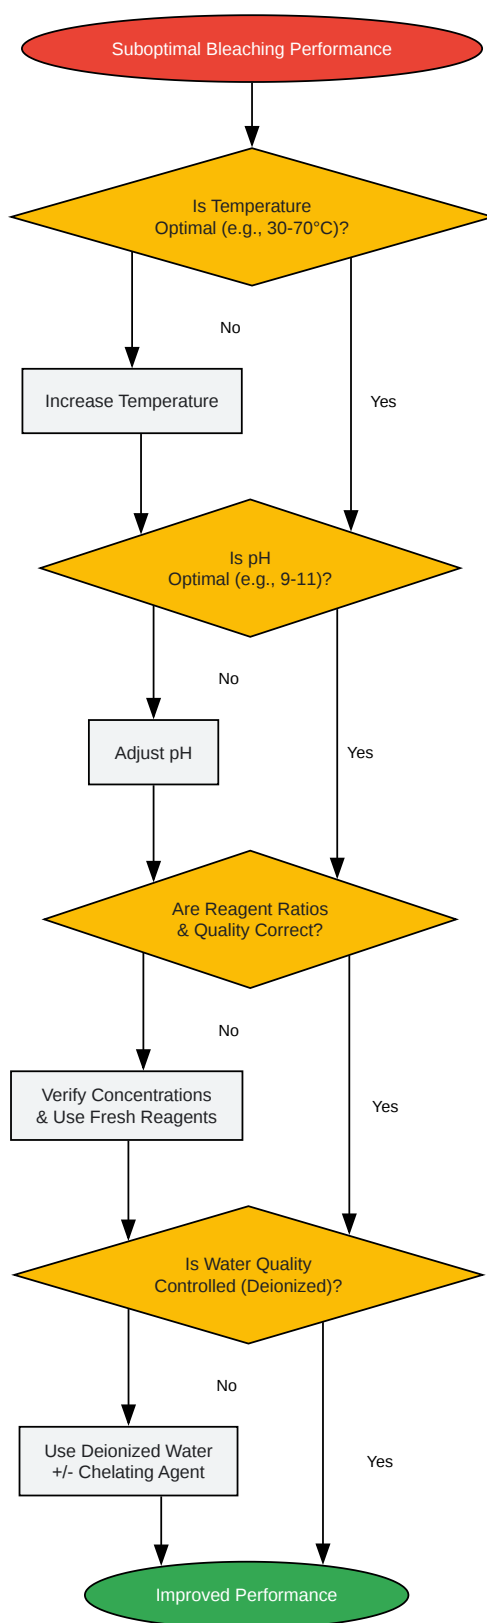 Suboptimal Bleaching Performance
Is Temperature
Optimal (e.g., 30-70°C)?
No
Increase Temperature
Yes
Is pH
Optimal (e.g., 9-11)?
No
Adjust pH
Yes
Are Reagent Ratios
& Quality Correct?
No
Verify Concentrations
& Use Fresh Reagents
Yes
Is Water Quality
Controlled (Deionized)?
No
Use Deionized Water
+/- Chelating Agent
Yes
Improved Performance